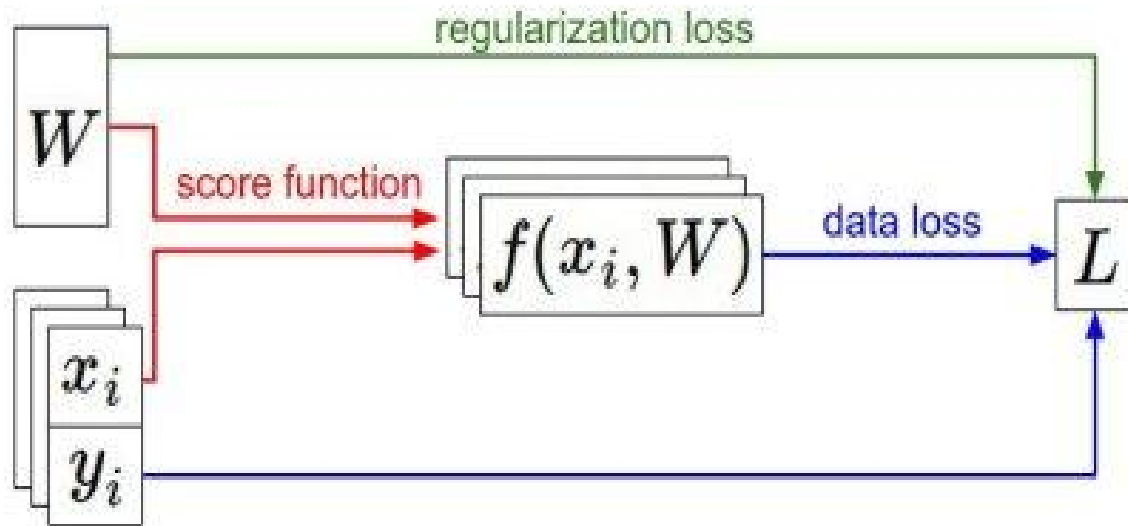 regularization loss
W
score function
f(x_i, W)
data loss
L
x_i
y_i